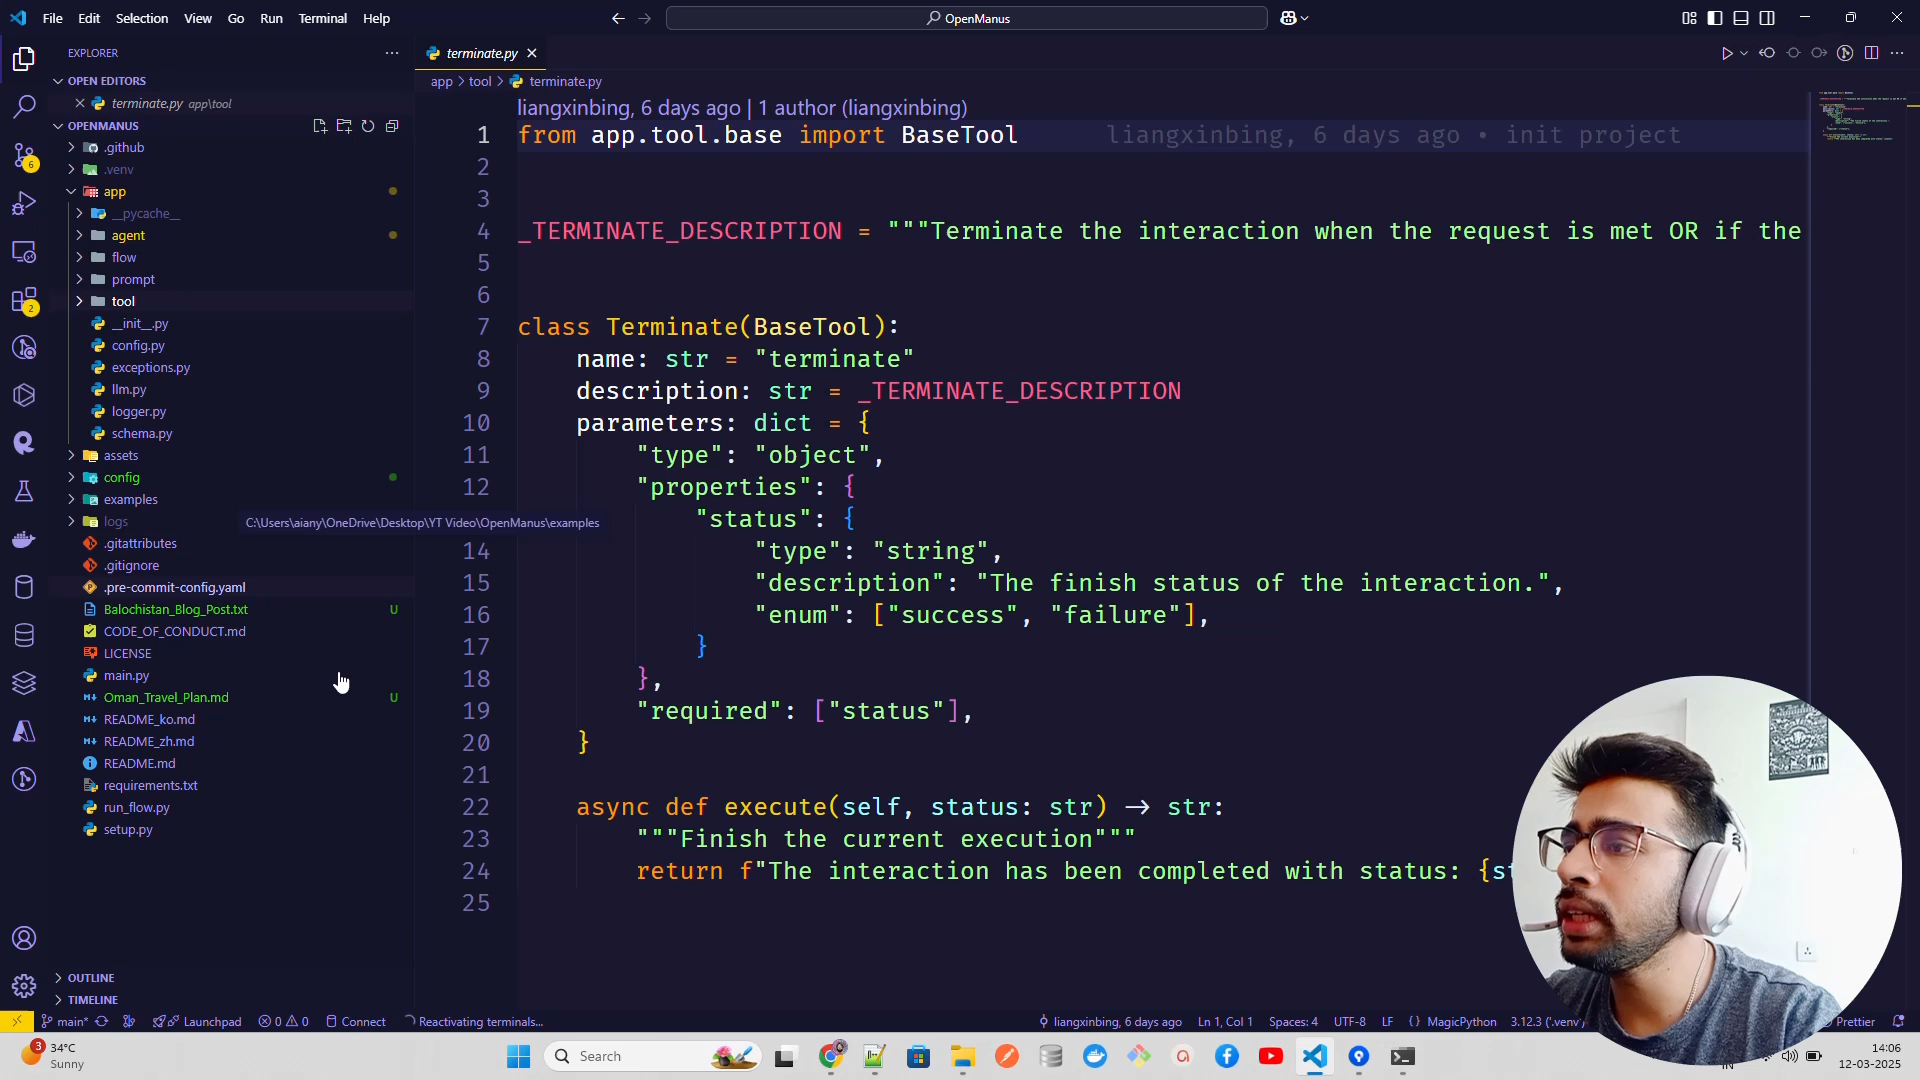 File Edit Selection View Go Run Terminal Help
OpenManus
EXPLORER
OPEN EDITORS
terminate.py app\tool
OPENMANUS
.github
.venv
app
__pycache__
agent
flow
prompt
tool
__init__.py
config.py
exceptions.py
llm.py
logger.py
schema.py
assets
config
examples
logs
C:\Users\aiany\OneDrive\Desktop\YT Video\OpenManus\examples
.gitattributes
.gitignore
.pre-commit-config.yaml
Balochistan_Blog_Post.txt U
CODE_OF_CONDUCT.md
LICENSE
main.py
Oman_Travel_Plan.md U
README_ko.md
README_zh.md
README.md
requirements.txt
run_flow.py
setup.py
OUTLINE
TIMELINE
6
2
terminate.py
app > tool > terminate.py
liangxinbing, 6 days ago | 1 author (liangxinbing)
1 from app.tool.base import BaseTool liangxinbing, 6 days ago • init project
2
3
4 _TERMINATE_DESCRIPTION = """Terminate the interaction when the request is met OR if the
5
6
7 class Terminate(BaseTool):
8 name: str = "terminate"
9 description: str = _TERMINATE_DESCRIPTION
10 parameters: dict = {
11 "type": "object",
12 "properties": {
"status": {
14 "type": "string",
15 "description": "The finish status of the interaction.",
16 "enum": ["success", "failure"],
17 }
18 },
19 "required": ["status"],
20 }
21
22 async def execute(self, status: str) → str:
23 """Finish the current execution"""
24 return f"The interaction has been completed with status: {st
25
main* 0 0 Launchpad Connect Reactivating terminals...
liangxinbing, 6 days ago Ln 1, Col 1 Spaces: 4 UTF-8 LF {} MagicPython 3.12.3 ('.venv') Prettier
3
34°C
Sunny
Search
IN
14:06
12-03-2025